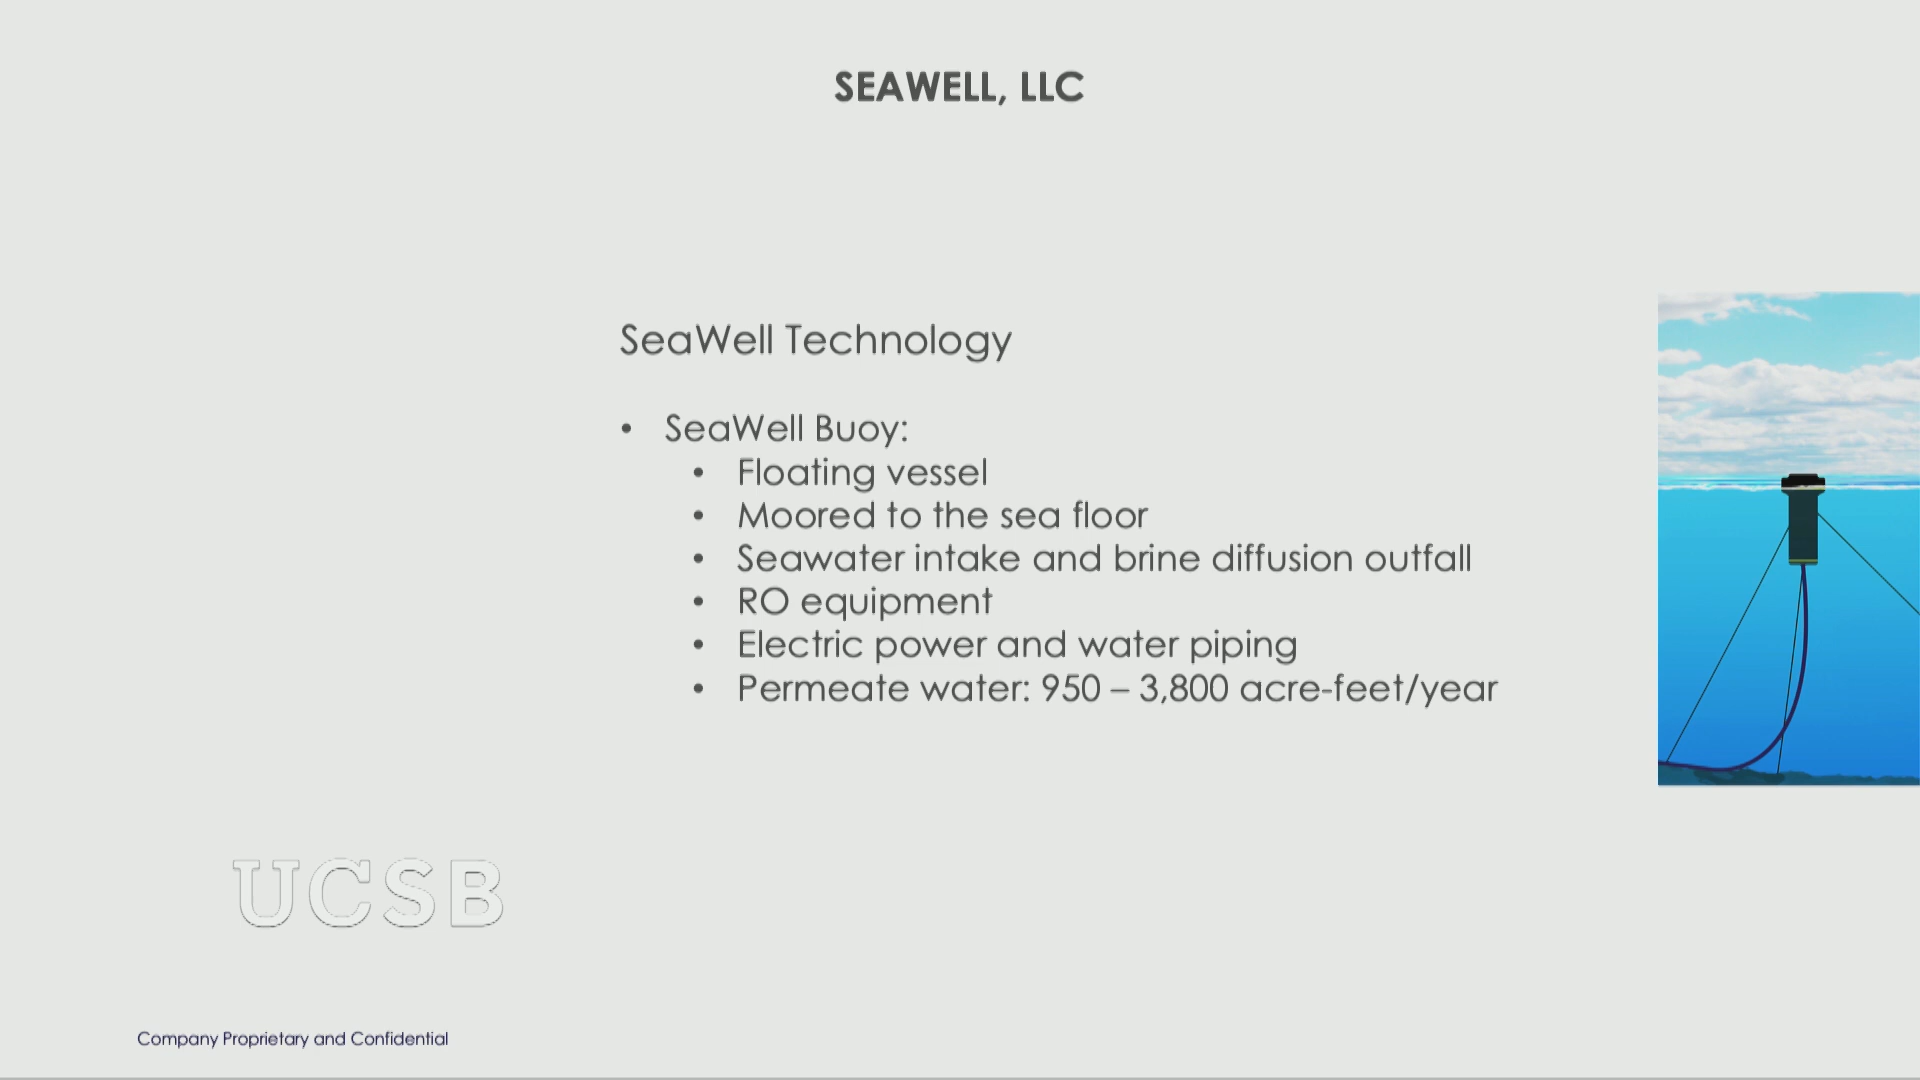 SEAWELL, LLC
SeaWell Technology
• SeaWell Buoy:
• Floating vessel
• Moored to the sea floor
• Seawater intake and brine diffusion outfall
• RO equipment
• Electric power and water piping
• Permeate water: 950 – 3,800 acre-feet/year
UCSB
Company Proprietary and Confidential